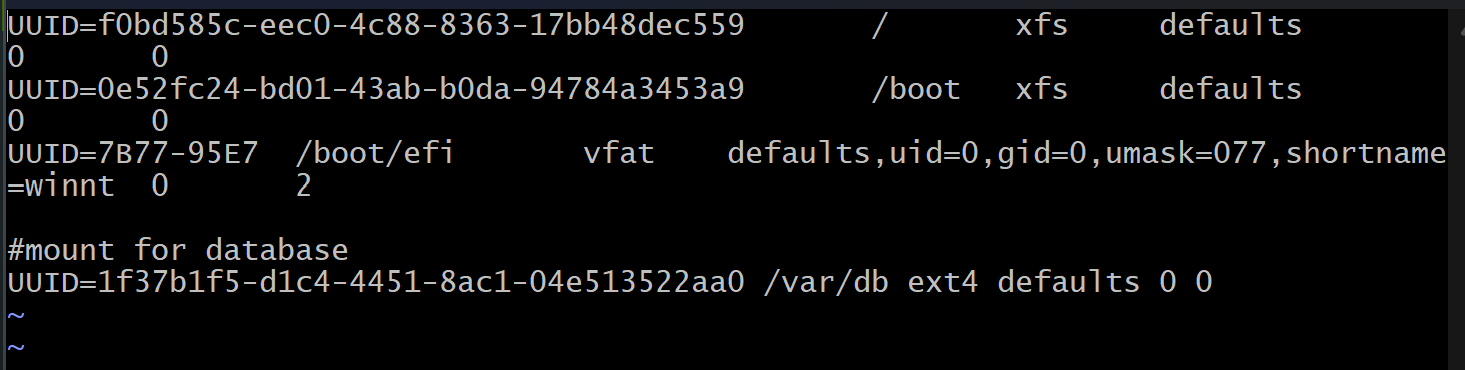 UUID=f0bd585c-eec0-4c88-8363-17bb48dec559 / xfs defaults
0 0
UUID=0e52fc24-bd01-43ab-b0da-94784a3453a9 /boot xfs defaults
0 0
UUID=7B77-95E7 /boot/efi vfat defaults,uid=0,gid=0,umask=077,shortname
=winnt 0 2
#mount for database
UUID=1f37b1f5-d1c4-4451-8ac1-04e513522aa0 /var/db ext4 defaults 0 0
~
~